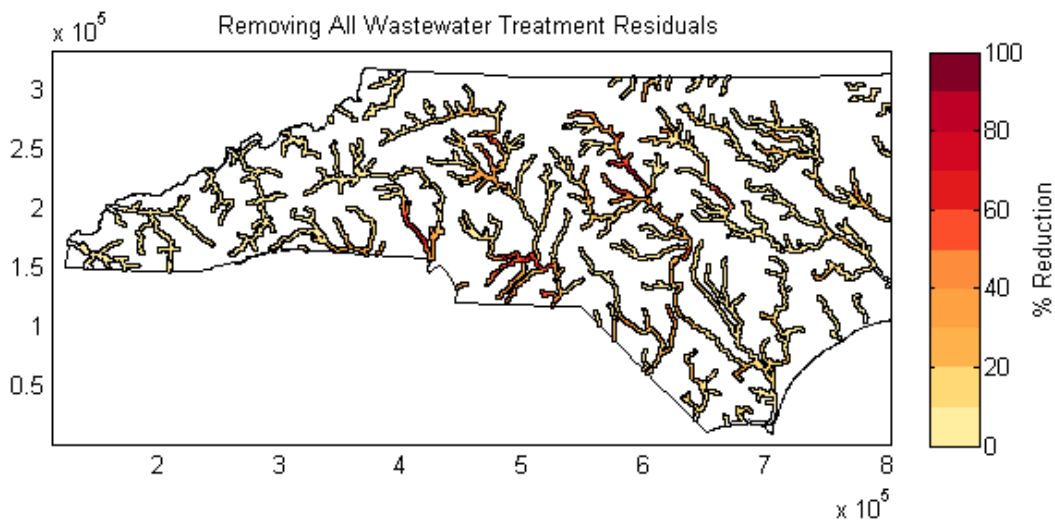 Removing All Wastewater Treatment Residuals
x 10^5
3
2.5
2
1.5
1
0.5
2 3 4 5 6 7 8
x 10^5
100
80
60
40
20
0
% Reduction